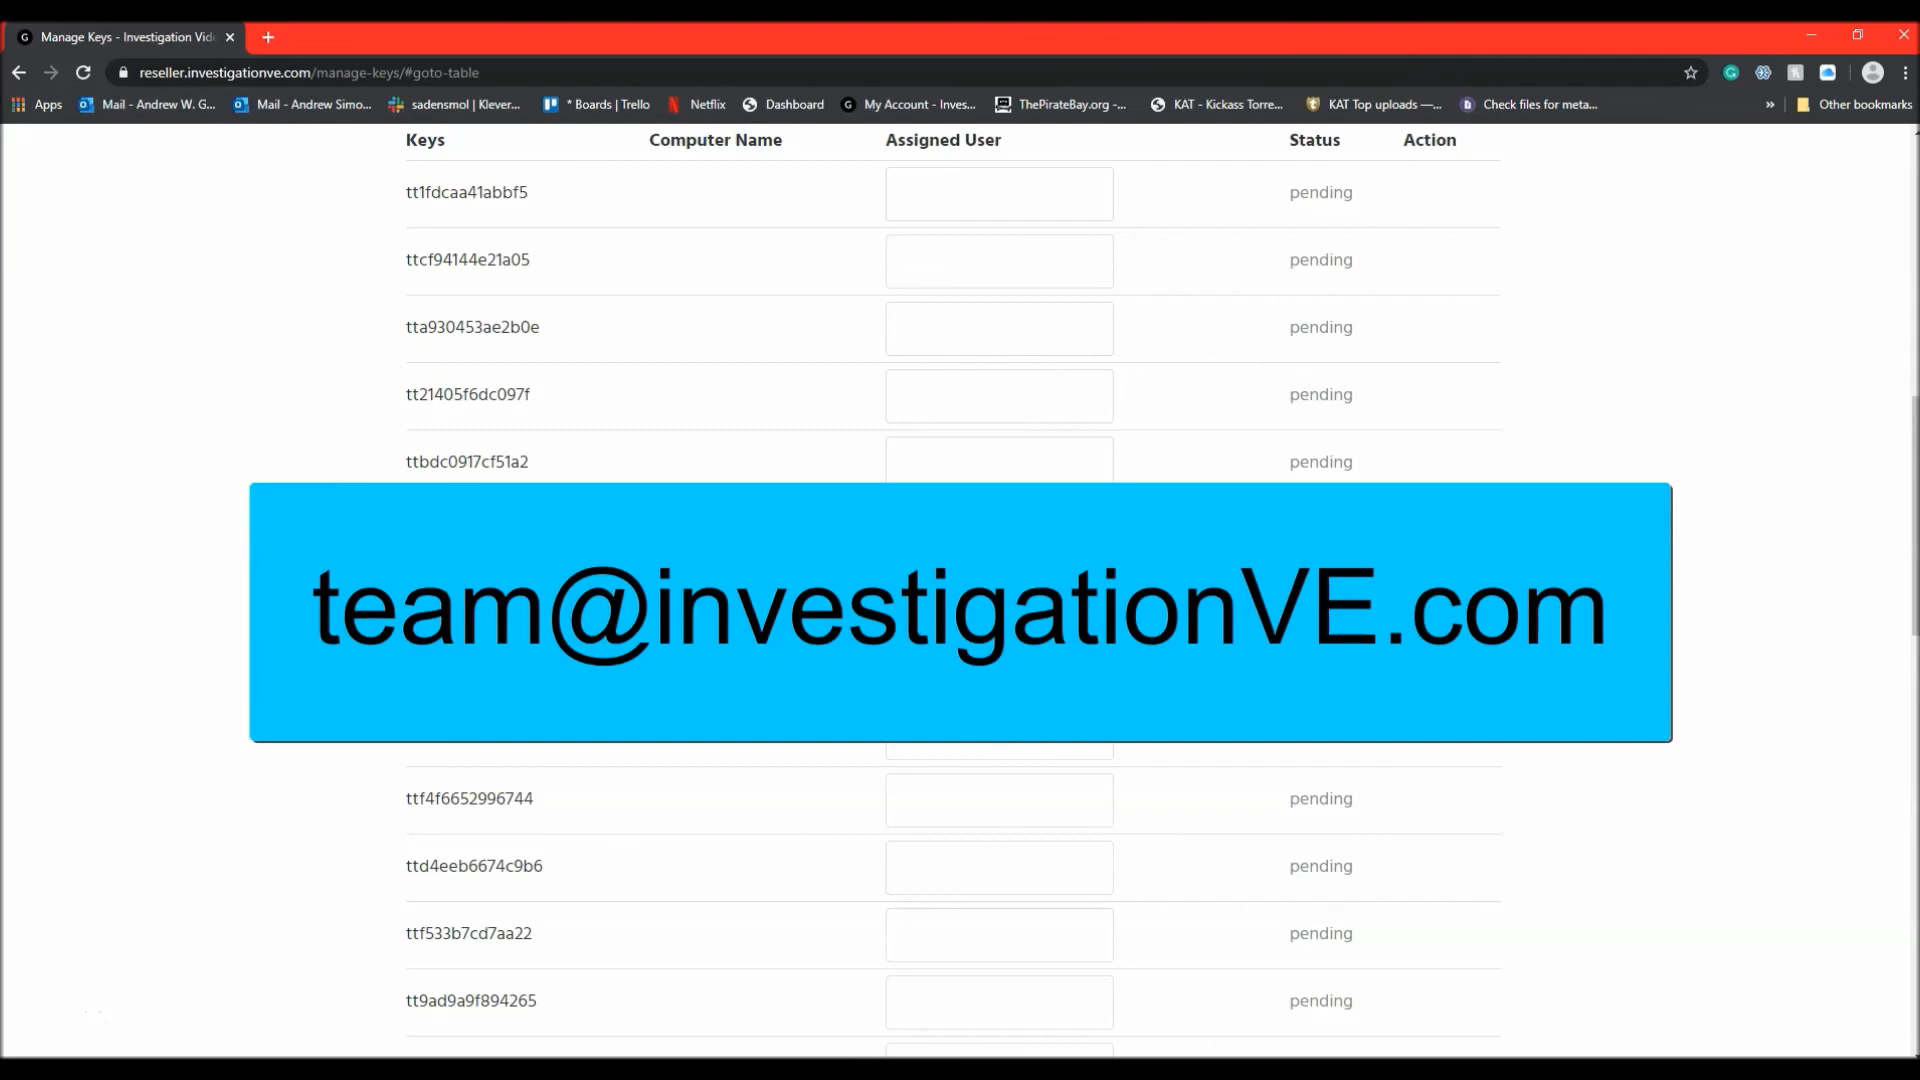 Manage Keys - Investigation Vid
reseller.investigationve.com/manage-keys/#goto-table
Apps Mail - Andrew W. G... Mail - Andrew Simo... sadensmol | Klever... * Boards | Trello Netflix Dashboard My Account - Inves... ThePirateBay.org -... KAT - Kickass Torre... KAT Top uploads —... Check files for meta... » Other bookmarks
Keys Computer Name Assigned User Status Action
tt1fdcaa41abbf5 pending
ttcf94144e21a05 pending
tta930453ae2b0e pending
tt21405f6dc097f pending
ttbdc0917cf51a2 pending
team@investigationVE.com
ttf4f6652996744 pending
ttd4eeb6674c9b6 pending
ttf533b7cd7aa22 pending
tt9ad9a9f894265 pending